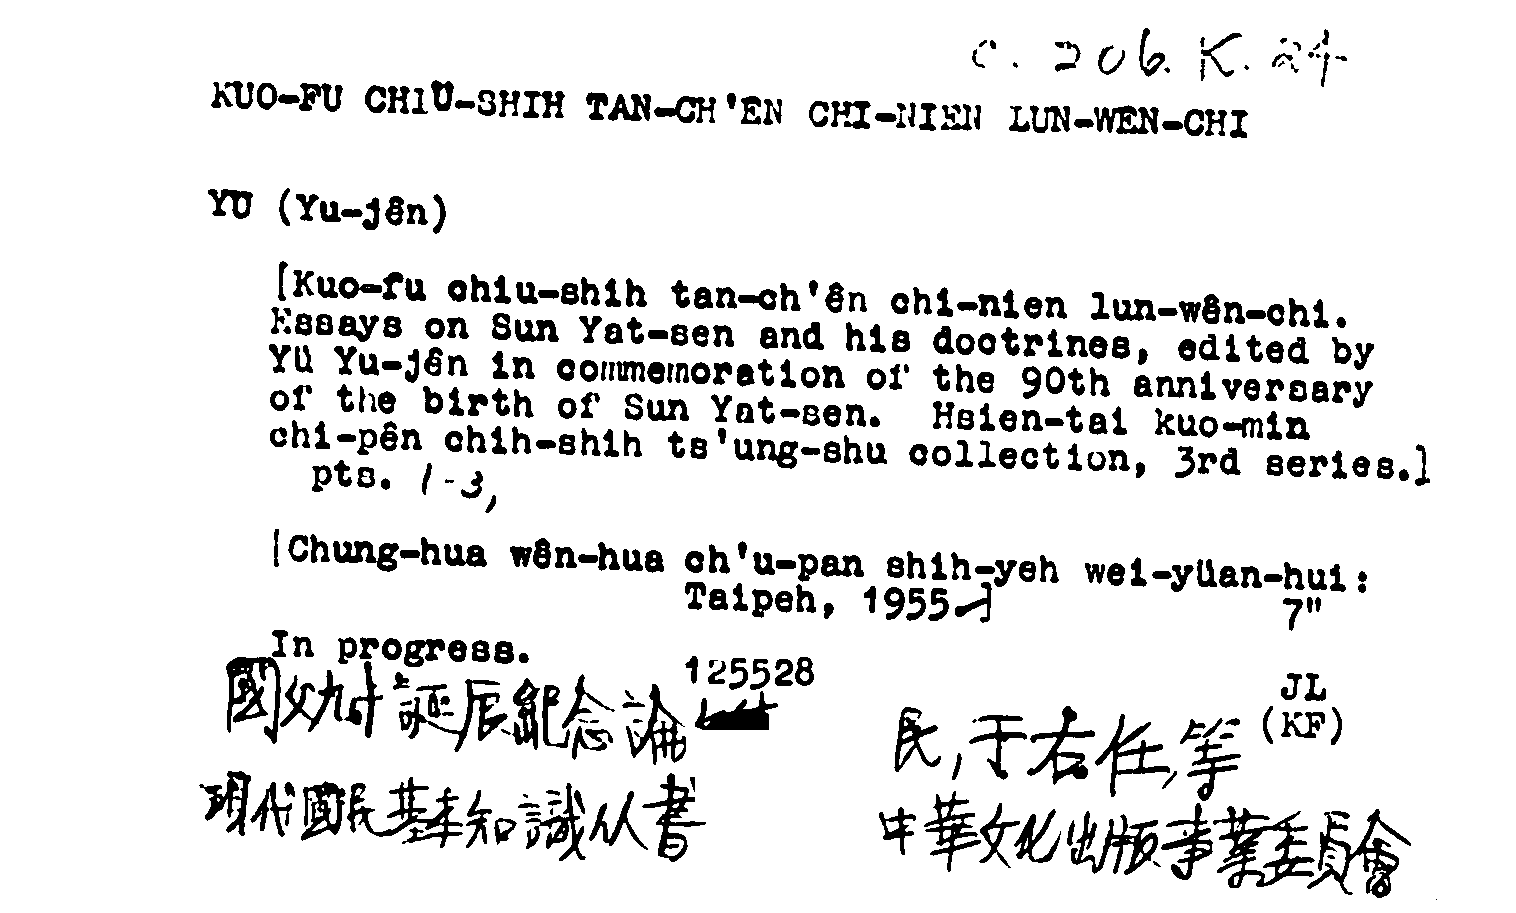 C. 206. K. 24
KUO-FU CHIŬ-SHIH TAN-CH'EN CHI-NIEN LUN-WEN-CHI
YÜ (Yu-jên)
[Kuo-fu chiu-shih tan-ch'ên chi-nien lun-wên-chi.
Essays on Sun Yat-sen and his doctrines, edited by
Yü Yu-jên in commemoration of the 90th anniversary
of the birth of Sun Yat-sen. Hsien-tai kuo-min
chi-pên chih-shih ts'ung-shu collection, 3rd series.]
pts. 1-3,
[Chung-hua wên-hua ch'u-pan shih-yeh wei-yüan-hui:
Taipeh, 1955-]
7"
In progress.
125528
JL
(KF)
國父九十誕辰紀念論
民,于右任,等
現代國民基本知識从書
中華文化出版事業委員會